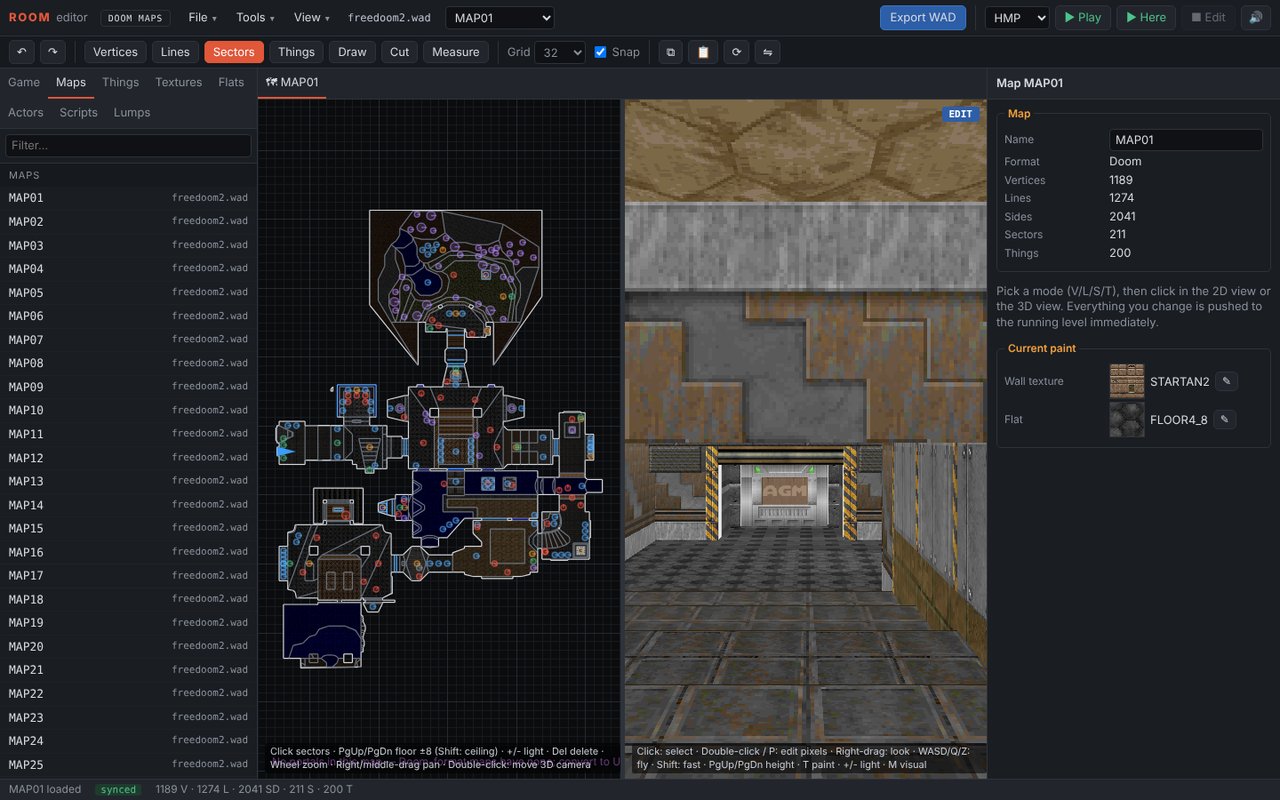 ROOM editor DOOM MAPS File ▾ Tools ▾ View ▾ freedoom2.wad MAP01 Export WAD HMP ▶ Play ▶ Here ■ Edit
Vertices Lines Sectors Things Draw Cut Measure Grid 32 Snap
Game Maps Things Textures Flats
Actors Scripts Lumps
Filter...
MAPS
MAP01 freedoom2.wad
MAP02 freedoom2.wad
MAP03 freedoom2.wad
MAP04 freedoom2.wad
MAP05 freedoom2.wad
MAP06 freedoom2.wad
MAP07 freedoom2.wad
MAP08 freedoom2.wad
MAP09 freedoom2.wad
MAP10 freedoom2.wad
MAP11 freedoom2.wad
MAP12 freedoom2.wad
MAP13 freedoom2.wad
MAP14 freedoom2.wad
MAP15 freedoom2.wad
MAP16 freedoom2.wad
MAP17 freedoom2.wad
MAP18 freedoom2.wad
MAP19 freedoom2.wad
MAP20 freedoom2.wad
MAP21 freedoom2.wad
MAP22 freedoom2.wad
MAP23 freedoom2.wad
MAP24 freedoom2.wad
MAP25 freedoom2.wad
MAP01
Click sectors · PgUp/PgDn floor ±8 (Shift: ceiling) · +/- light · Del delete ·
Wheel zoom · Right/middle-drag pan · Double-click: move 3D camera
EDIT
AGM
Click: select · Double-click / P: edit pixels · Right-drag: look · WASD/Q/Z:
fly · Shift: fast · PgUp/PgDn height · T paint · +/- light · M visual
Map MAP01
Map
Name MAP01
Format Doom
Vertices 1189
Lines 1274
Sides 2041
Sectors 211
Things 200
Pick a mode (V/L/S/T), then click in the 2D view or
the 3D view. Everything you change is pushed to
the running level immediately.
Current paint
Wall texture STARTAN2
Flat FLOOR4_8
MAP01 loaded synced 1189 V · 1274 L · 2041 SD · 211 S · 200 T